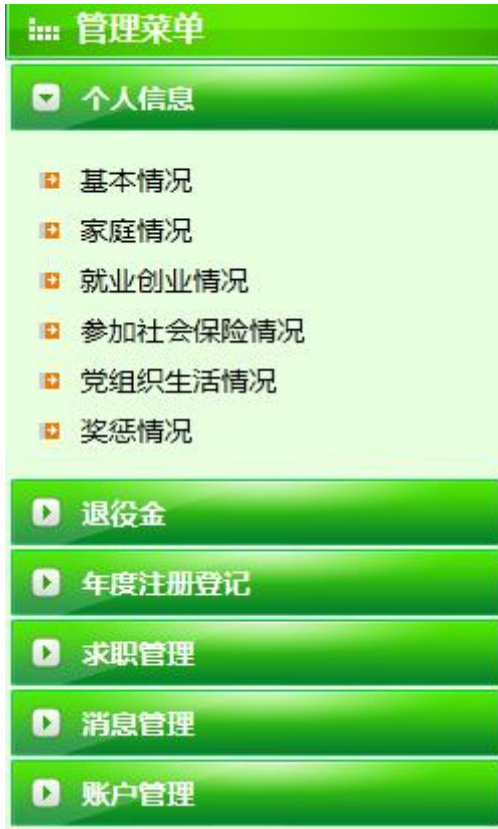 管理菜单
个人信息
基本情况
家庭情况
就业创业情况
参加社会保险情况
党组织生活情况
奖惩情况
退役金
年度注册登记
求职管理
消息管理
账户管理